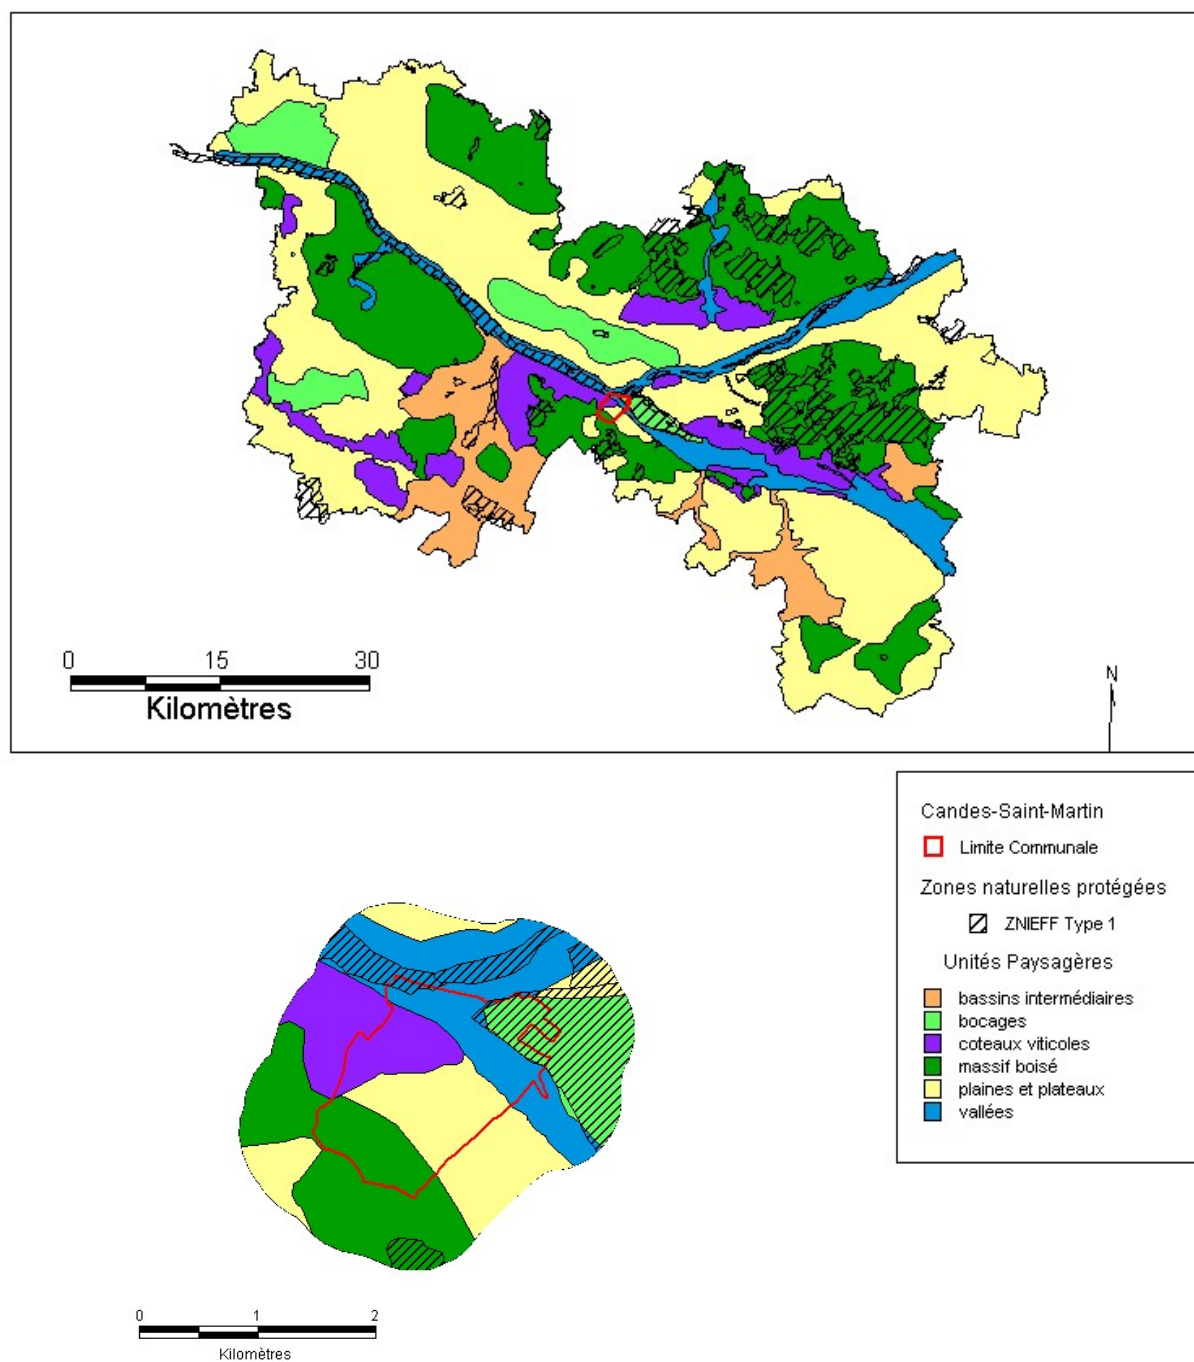 0 15 30
Kilomètres
N
Candes-Saint-Martin
Limite Communale
Zones naturelles protégées
ZNIEFF Type 1
Unités Paysagères
bassins intermédiaires
bocages
coteaux viticoles
massif boisé
plaines et plateaux
vallées
0 1 2
Kilomètres